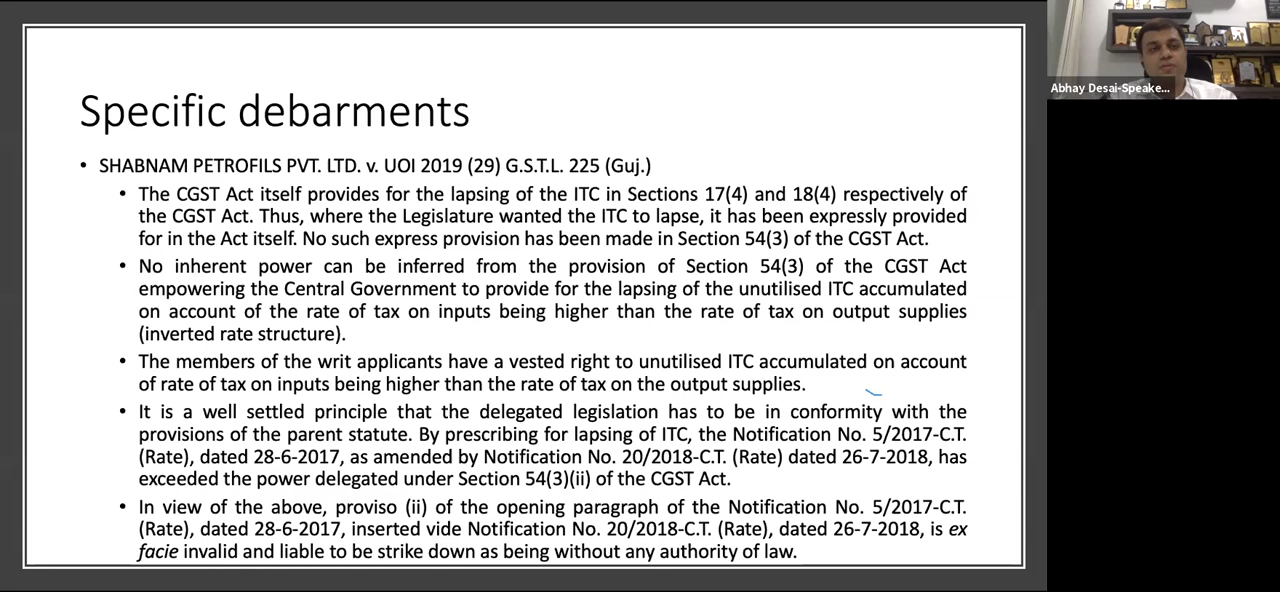 Specific debarments
• SHABNAM PETROFILS PVT. LTD. v. UOI 2019 (29) G.S.T.L. 225 (Guj.)
• The CGST Act itself provides for the lapsing of the ITC in Sections 17(4) and 18(4) respectively of
the CGST Act. Thus, where the Legislature wanted the ITC to lapse, it has been expressly provided
for in the Act itself. No such express provision has been made in Section 54(3) of the CGST Act.
• No inherent power can be inferred from the provision of Section 54(3) of the CGST Act
empowering the Central Government to provide for the lapsing of the unutilised ITC accumulated
on account of the rate of tax on inputs being higher than the rate of tax on output supplies
(inverted rate structure).
• The members of the writ applicants have a vested right to unutilised ITC accumulated on account
of rate of tax on inputs being higher than the rate of tax on the output supplies.
• It is a well settled principle that the delegated legislation has to be in conformity with the
provisions of the parent statute. By prescribing for lapsing of ITC, the Notification No. 5/2017-C.T.
(Rate), dated 28-6-2017, as amended by Notification No. 20/2018-C.T. (Rate) dated 26-7-2018, has
exceeded the power delegated under Section 54(3)(ii) of the CGST Act.
• In view of the above, proviso (ii) of the opening paragraph of the Notification No. 5/2017-C.T.
(Rate), dated 28-6-2017, inserted vide Notification No. 20/2018-C.T. (Rate), dated 26-7-2018, is ex
facie invalid and liable to be strike down as being without any authority of law.
Abhay Desai-Speake...